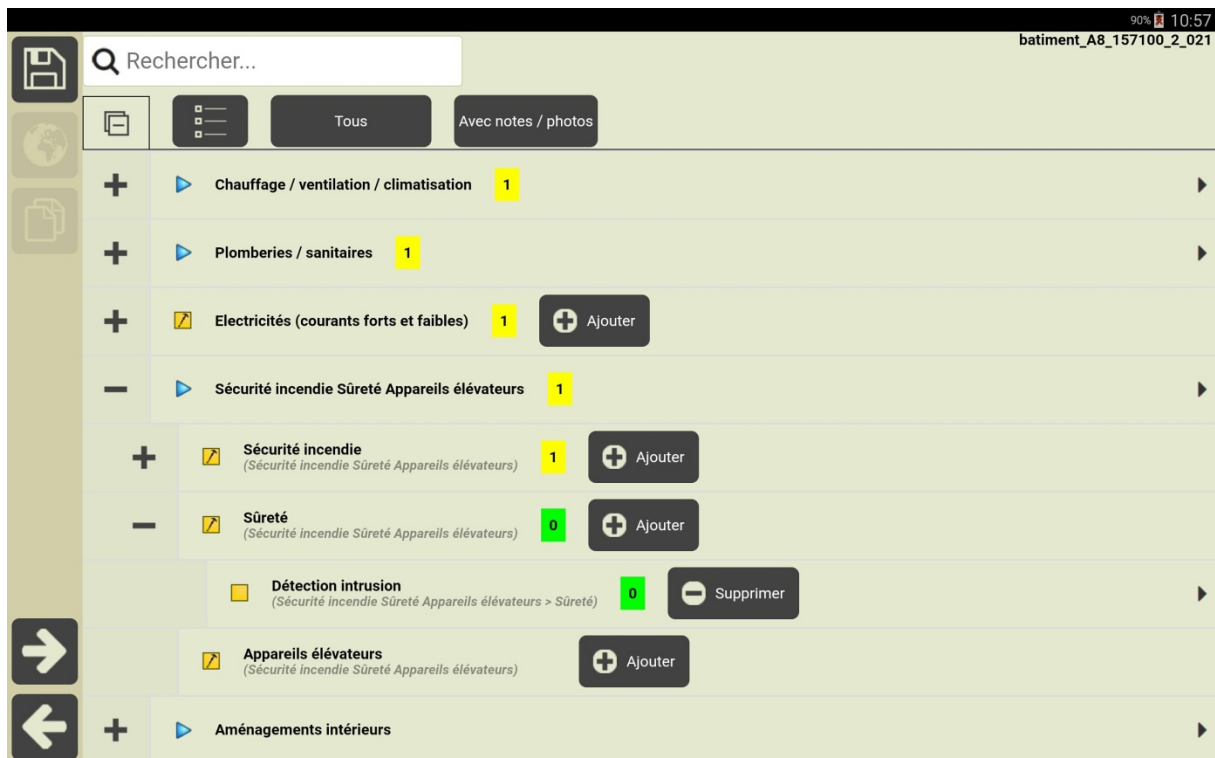 90% 10:57
batiment_A8_157100_2_021
Rechercher...
Tous
Avec notes / photos
Chauffage / ventilation / climatisation 1
Plomberies / sanitaires 1
Electricités (courants forts et faibles) 1 Ajouter
Sécurité incendie Sûreté Appareils élévateurs 1
Sécurité incendie
(Sécurité incendie Sûreté Appareils élévateurs)
1 Ajouter
Sûreté
(Sécurité incendie Sûreté Appareils élévateurs)
0 Ajouter
Détection intrusion
(Sécurité incendie Sûreté Appareils élévateurs > Sûreté)
0 Supprimer
Appareils élévateurs
(Sécurité incendie Sûreté Appareils élévateurs)
Ajouter
Aménagements intérieurs